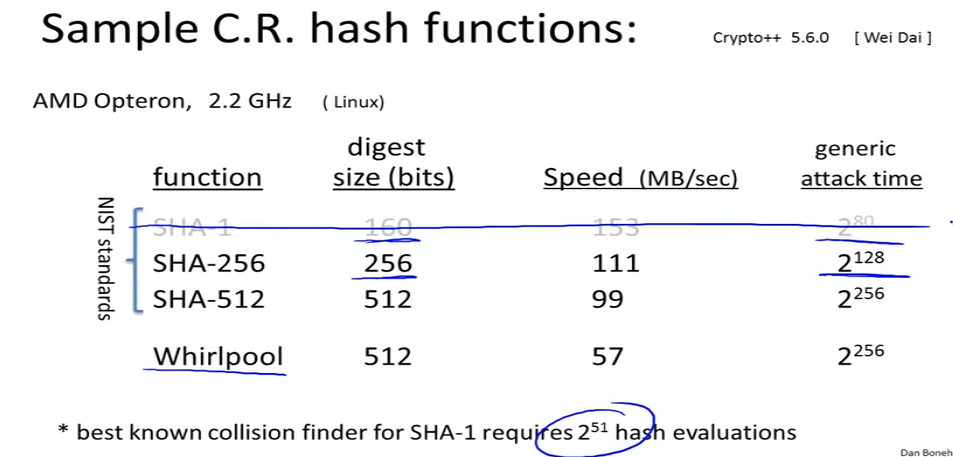 Sample C.R. hash functions:
Crypto++ 5.6.0 [ Wei Dai ]
AMD Opteron, 2.2 GHz ( Linux)
function digest size (bits) Speed (MB/sec) generic attack time
NIST standards
SHA-1 160 153 2^80
SHA-256 256 111 2^128
SHA-512 512 99 2^256
Whirlpool 512 57 2^256
* best known collision finder for SHA-1 requires 2^51 hash evaluations
Dan Boneh